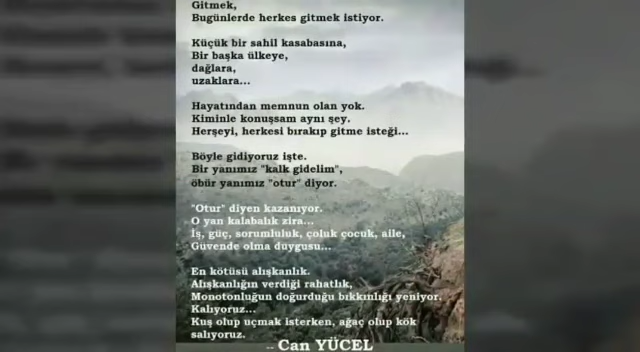 Gitmek,
Bugünlerde herkes gitmek istiyor.
Küçük bir sahil kasabasına,
Bir başka ülkeye,
dağlara,
uzaklara...
Hayatından memnun olan yok.
Kiminle konuşsam aynı şey.
Herşeyi, herkesi bırakıp gitme isteği...
Böyle gidiyoruz işte.
Bir yanımız "kalk gidelim",
öbür yanımız "otur" diyor.
"Otur" diyen kazanıyor.
O yan kalabalık zira...
İş, güç, sorumluluk, çoluk çocuk, aile,
Güvende olma duygusu...
En kötüsü alışkanlık.
Alışkanlığın verdiği rahatlık,
Monotonluğun doğurduğu bıkkınlığı yeniyor.
Kalıyoruz...
Kuş olup uçmak isterken, ağaç olup kök
salıyoruz.
-- Can YÜCEL